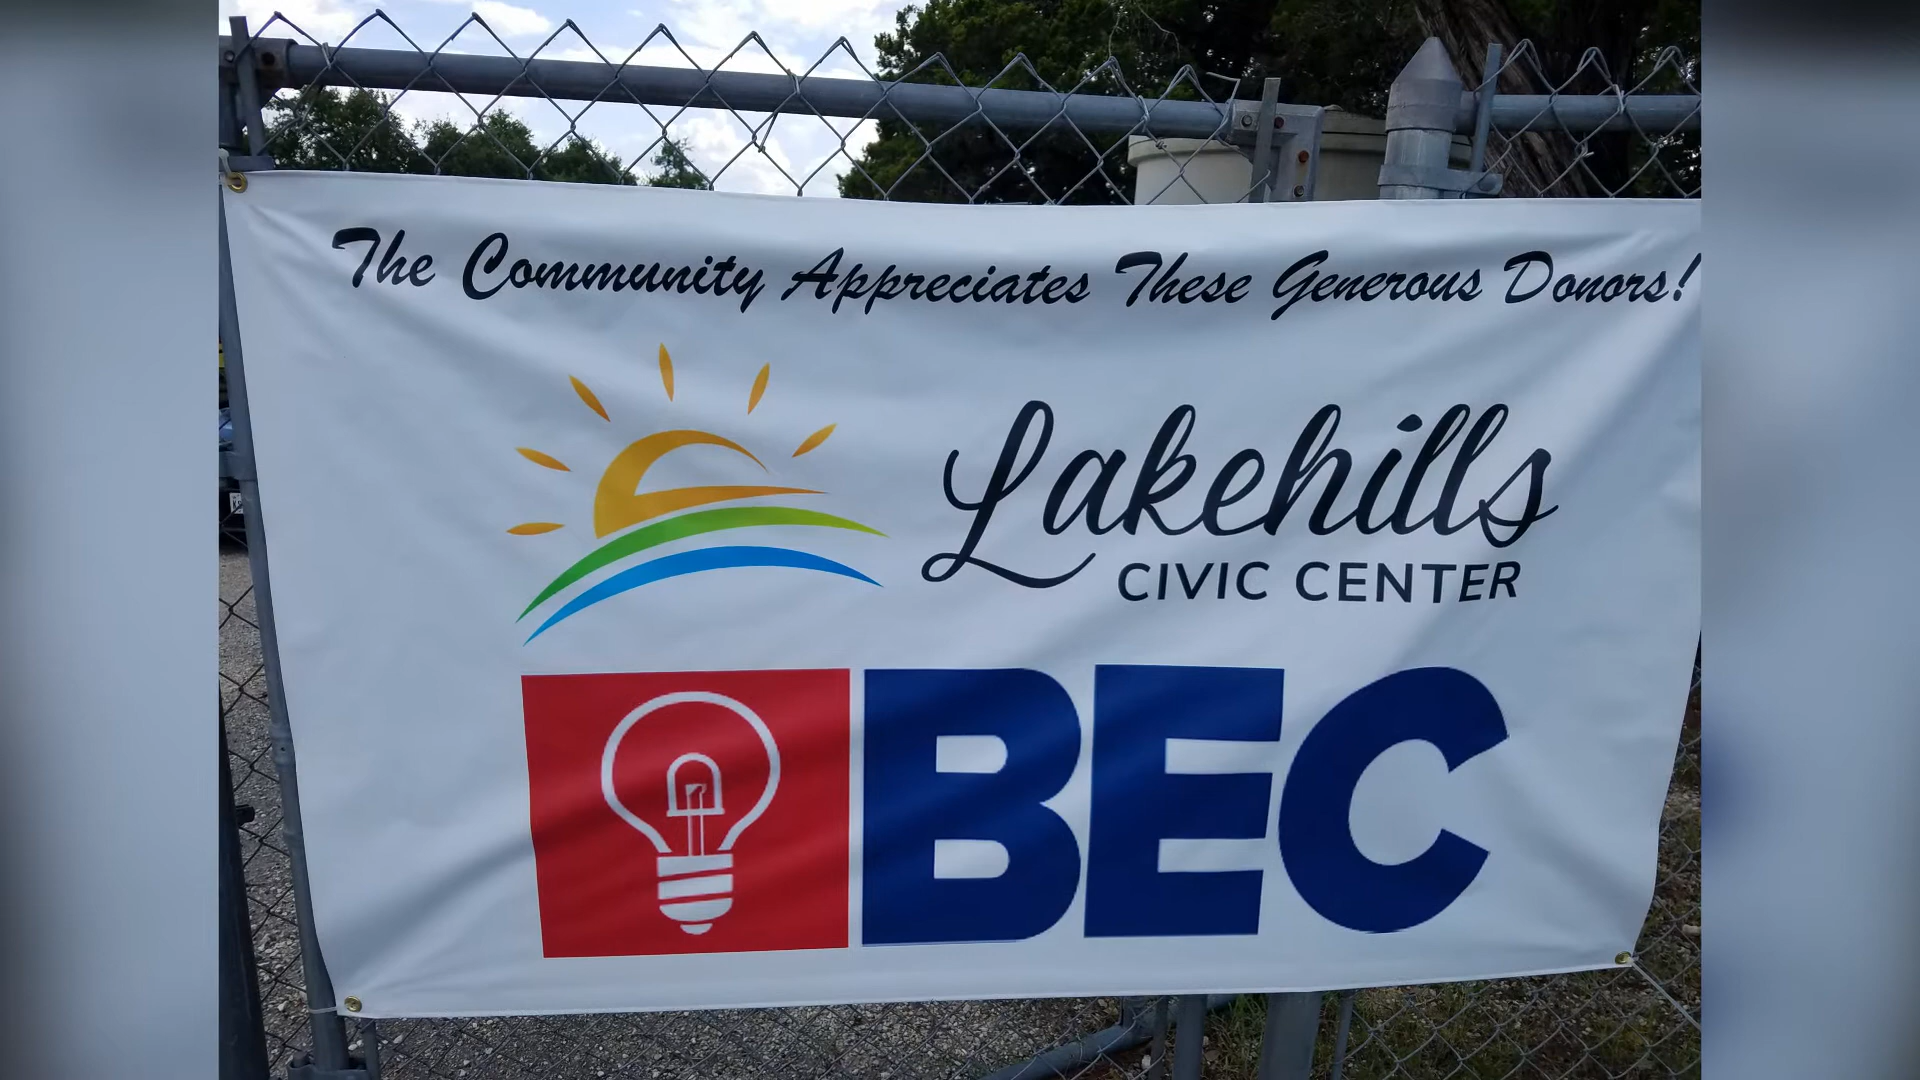 The Community Appreciates These Generous Donors!
Lakehills
CIVIC CENTER
BEC